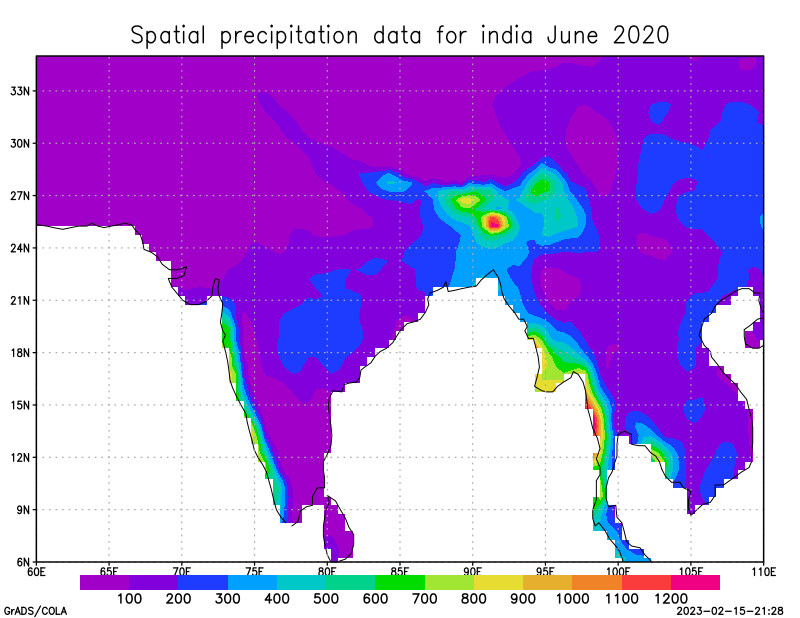 Spatial precipitation data for india June 2020
33N
30N
27N
24N
21N
18N
15N
12N
9N
6N
60E 65E 70E 75E 80E 85E 90E 95E 100E 105E 110E
100 200 300 400 500 600 700 800 900 1000 1100 1200
GrADS/COLA 2023-02-15-21:28